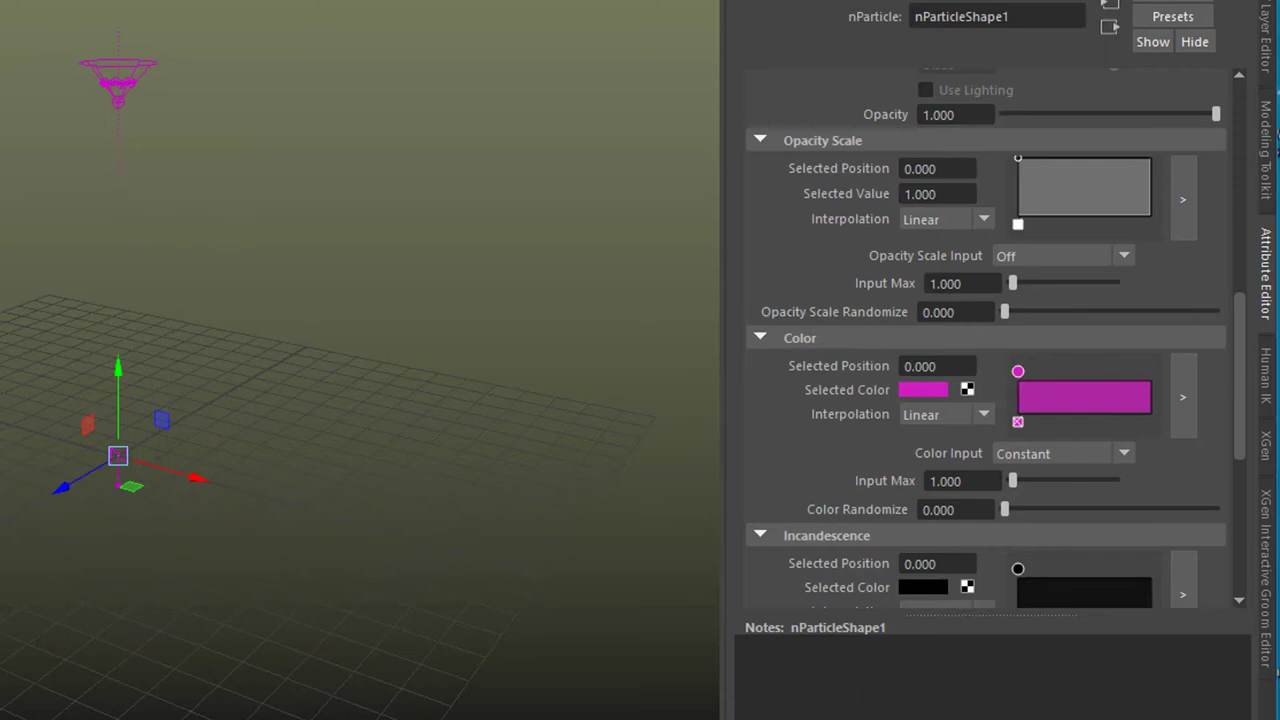 nParticle: nParticleShape1
Presets
Show Hide
Use Lighting
Opacity 1.000
Opacity Scale
Selected Position 0.000
Selected Value 1.000
Interpolation Linear
>
Opacity Scale Input Off
Input Max 1.000
Opacity Scale Randomize 0.000
Color
Selected Position 0.000
Selected Color
Interpolation Linear
>
Color Input Constant
Input Max 1.000
Color Randomize 0.000
Incandescence
Selected Position 0.000
Selected Color
>
Notes: nParticleShape1
Layer Editor
Modeling Toolkit
Attribute Editor
Human IK
XGen
XGen Interactive Groom Editor